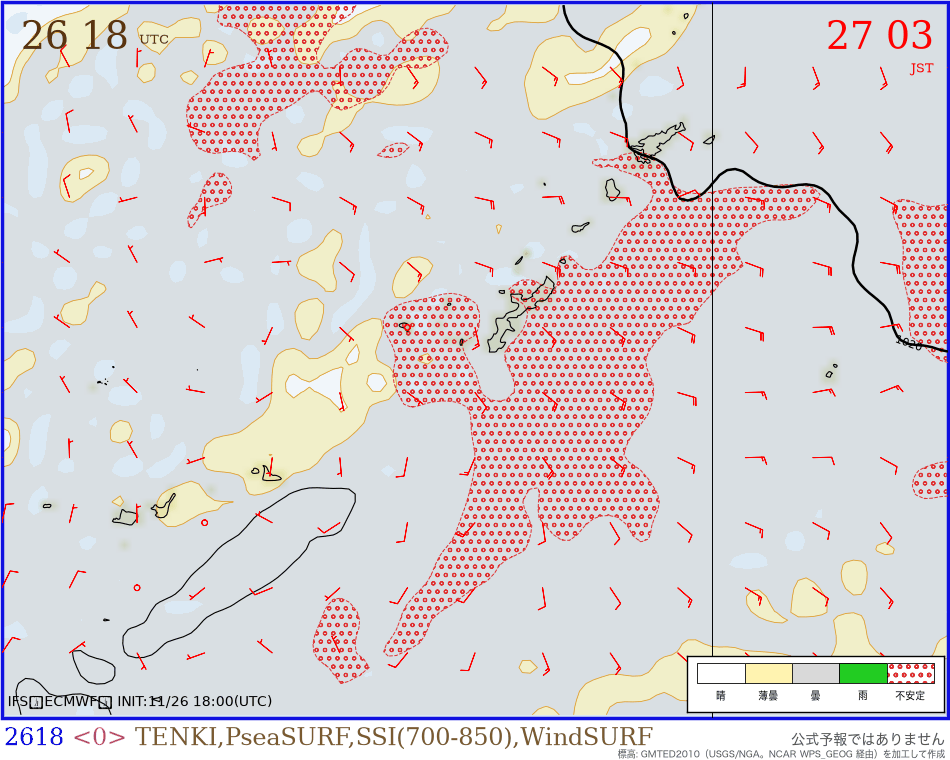 26 18 UTC
27 03
JST
1020
晴 薄曇 曇 雨 不安定
IFS□ECMWF□ INIT:11/26 18:00(UTC)
2618 <0> TENKI,PseaSURF,SSI(700-850),WindSURF
公式予報ではありません
標高: GMTED2010（USGS/NGA。NCAR WPS_GEOG 経由）を加工して作成